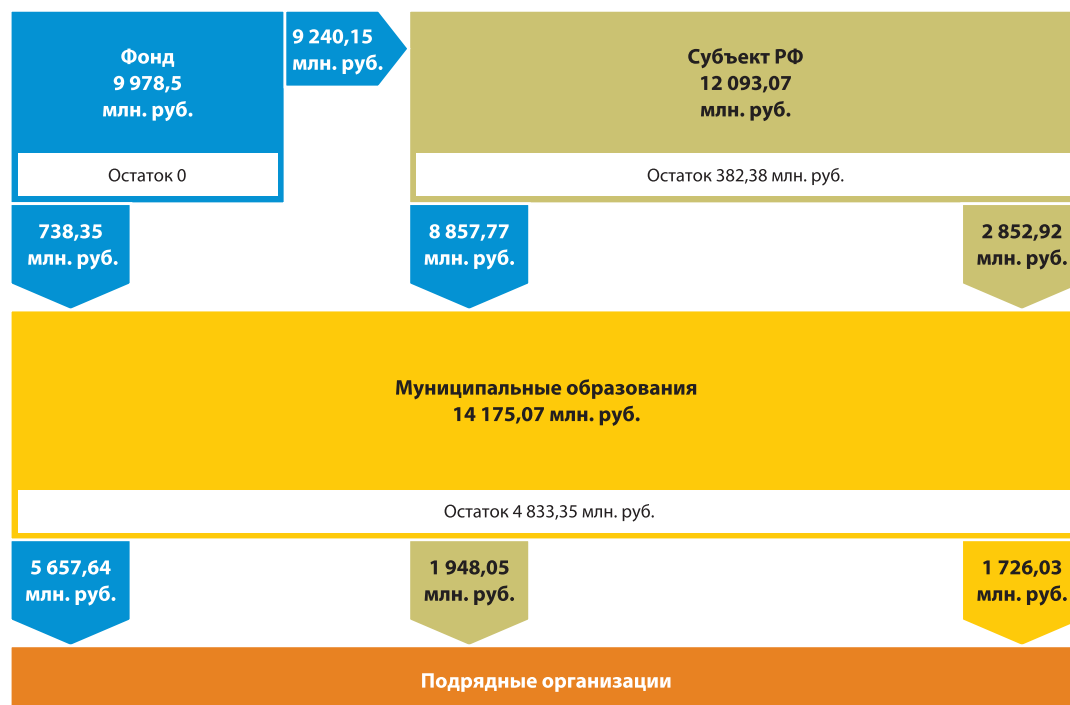 Фонд
9 978,5
млн. руб.
Остаток 0
9 240,15
млн. руб.
Субъект РФ
12 093,07
млн. руб.
Остаток 382,38 млн. руб.
738,35
млн. руб.
8 857,77
млн. руб.
2 852,92
млн. руб.
Муниципальные образования
14 175,07 млн. руб.
Остаток 4 833,35 млн. руб.
5 657,64
млн. руб.
1 948,05
млн. руб.
1 726,03
млн. руб.
Подрядные организации